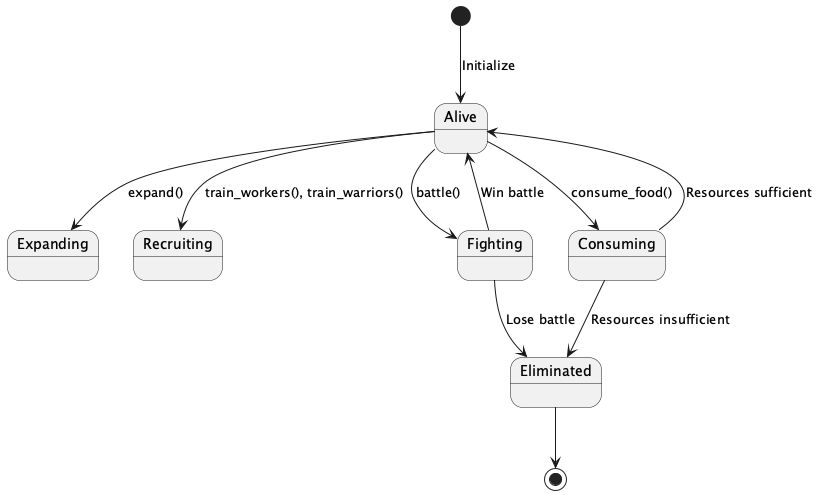 Initialize
Alive
expand()
train_workers(), train_warriors()
battle()
Win battle
consume_food()
Resources sufficient
Expanding
Recruiting
Fighting
Consuming
Lose battle
Resources insufficient
Eliminated